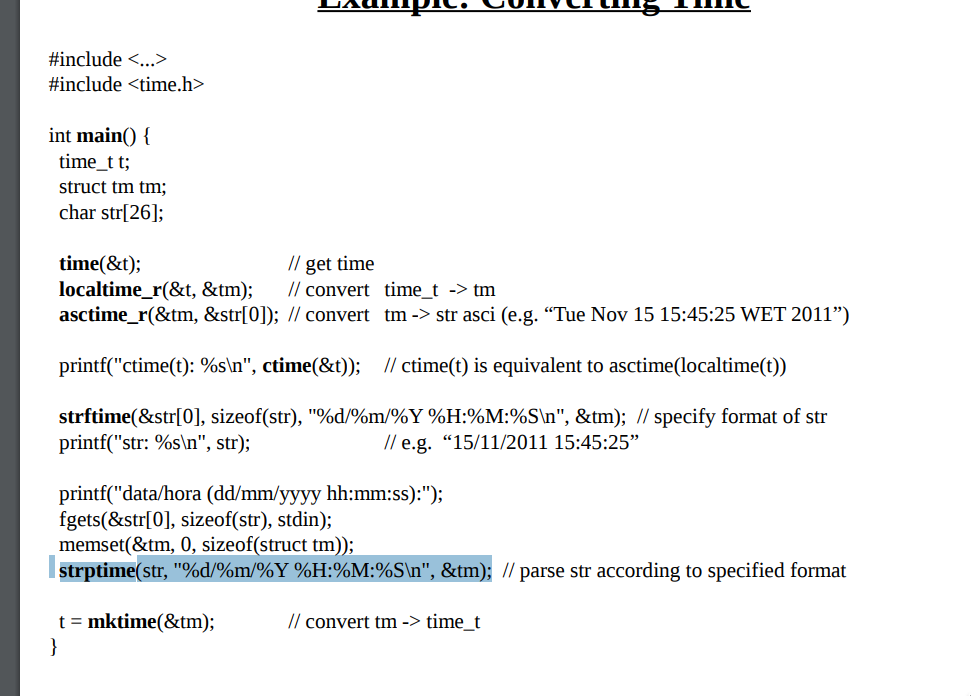 Example: Converting Time
#include <...>
#include <time.h>
int main() {
time_t t;
struct tm tm;
char str[26];
time(&t); // get time
localtime_r(&t, &tm); // convert time_t -> tm
asctime_r(&tm, &str[0]); // convert tm -> str asci (e.g. “Tue Nov 15 15:45:25 WET 2011”)
printf("ctime(t): %s\n", ctime(&t)); // ctime(t) is equivalent to asctime(localtime(t))
strftime(&str[0], sizeof(str), "%d/%m/%Y %H:%M:%S\n", &tm); // specify format of str
printf("str: %s\n", str); // e.g. “15/11/2011 15:45:25”
printf("data/hora (dd/mm/yyyy hh:mm:ss):");
fgets(&str[0], sizeof(str), stdin);
memset(&tm, 0, sizeof(struct tm));
strptime(str, "%d/%m/%Y %H:%M:%S\n", &tm); // parse str according to specified format
t = mktime(&tm); // convert tm -> time_t
}